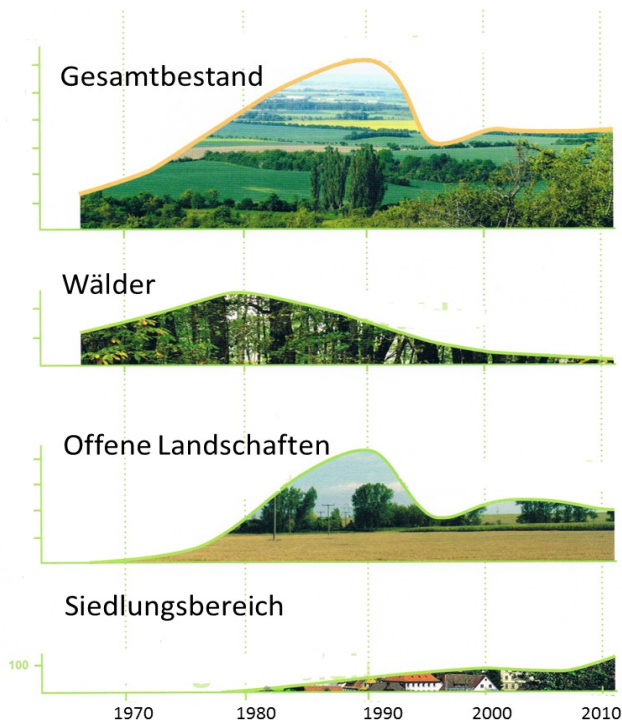 Gesamtbestand
Wälder
Offene Landschaften
Siedlungsbereich
100
1970 1980 1990 2000 2010